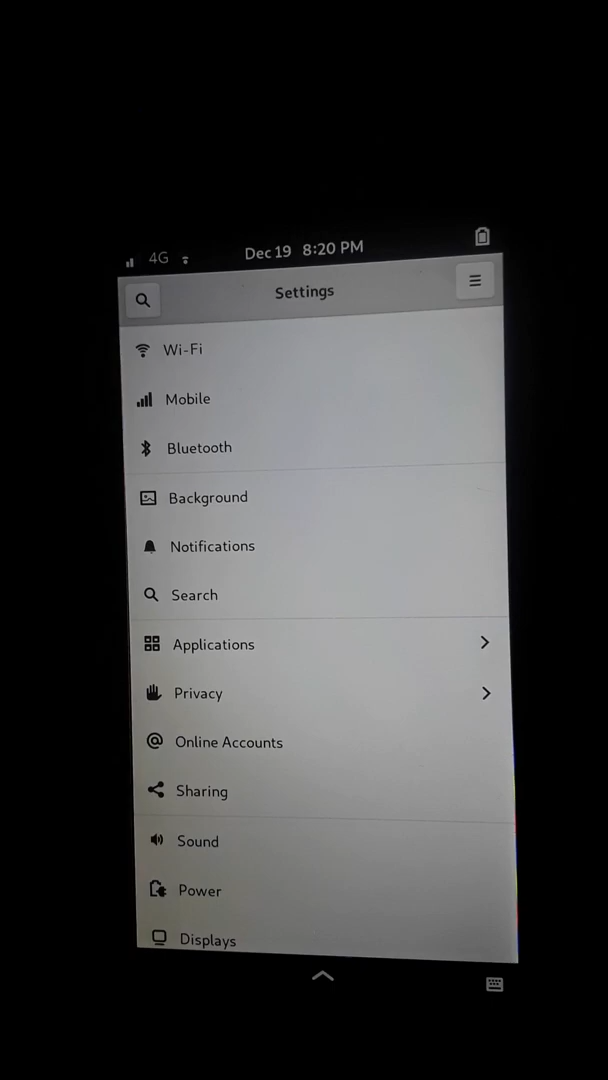 4G Dec 19 8:20 PM
Settings
Wi-Fi
Mobile
Bluetooth
Background
Notifications
Search
Applications
Privacy
Online Accounts
Sharing
Sound
Power
Displays